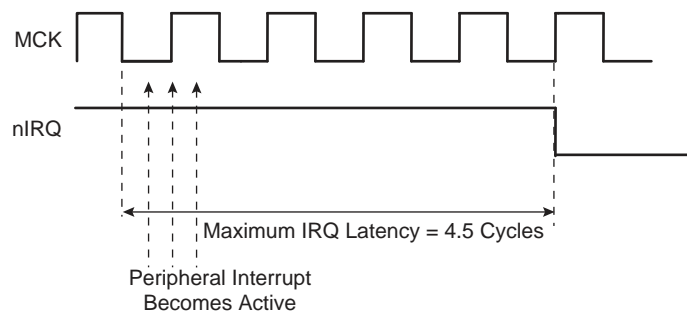 MCK
nIRQ
Maximum IRQ Latency = 4.5 Cycles
Peripheral Interrupt
Becomes Active